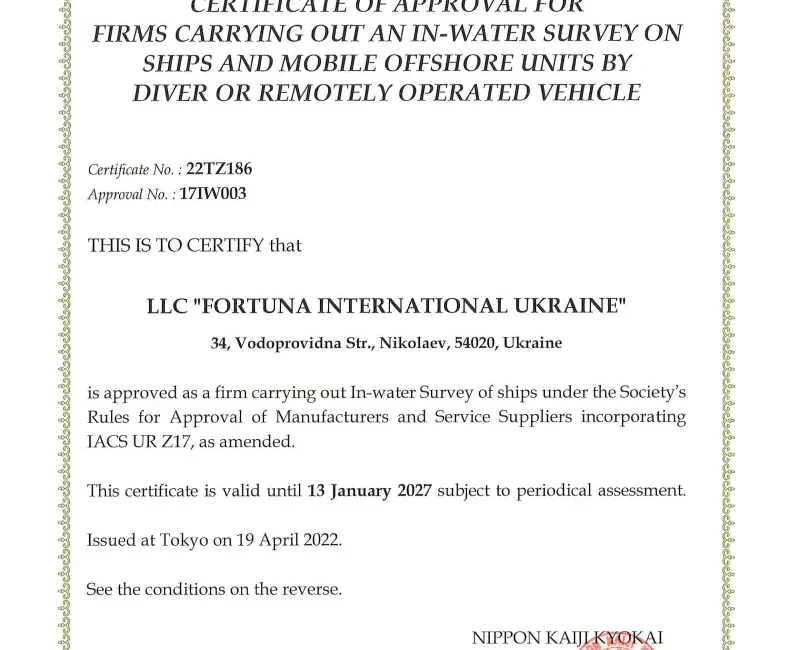 CERTIFICATE OF APPROVAL FOR
FIRMS CARRYING OUT AN IN-WATER SURVEY ON
SHIPS AND MOBILE OFFSHORE UNITS BY
DIVER OR REMOTELY OPERATED VEHICLE
Certificate No. : 22TZ186
Approval No. : 17IW003
THIS IS TO CERTIFY that
LLC "FORTUNA INTERNATIONAL UKRAINE"
34, Vodoprovidna Str., Nikolaev, 54020, Ukraine
is approved as a firm carrying out In-water Survey of ships under the Society's
Rules for Approval of Manufacturers and Service Suppliers incorporating
IACS UR Z17, as amended.
This certificate is valid until 13 January 2027 subject to periodical assessment.
Issued at Tokyo on 19 April 2022.
See the conditions on the reverse.
NIPPON KAIJI KYOKAI